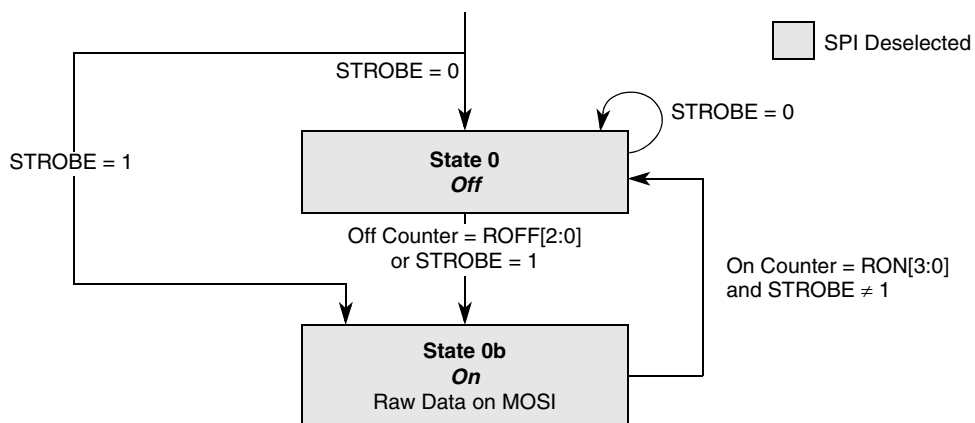 SPI Deselected
STROBE = 0
STROBE = 0
STROBE = 1
State 0
Off
Off Counter = ROFF[2:0]
or STROBE = 1
On Counter = RON[3:0]
and STROBE ≠ 1
State 0b
On
Raw Data on MOSI